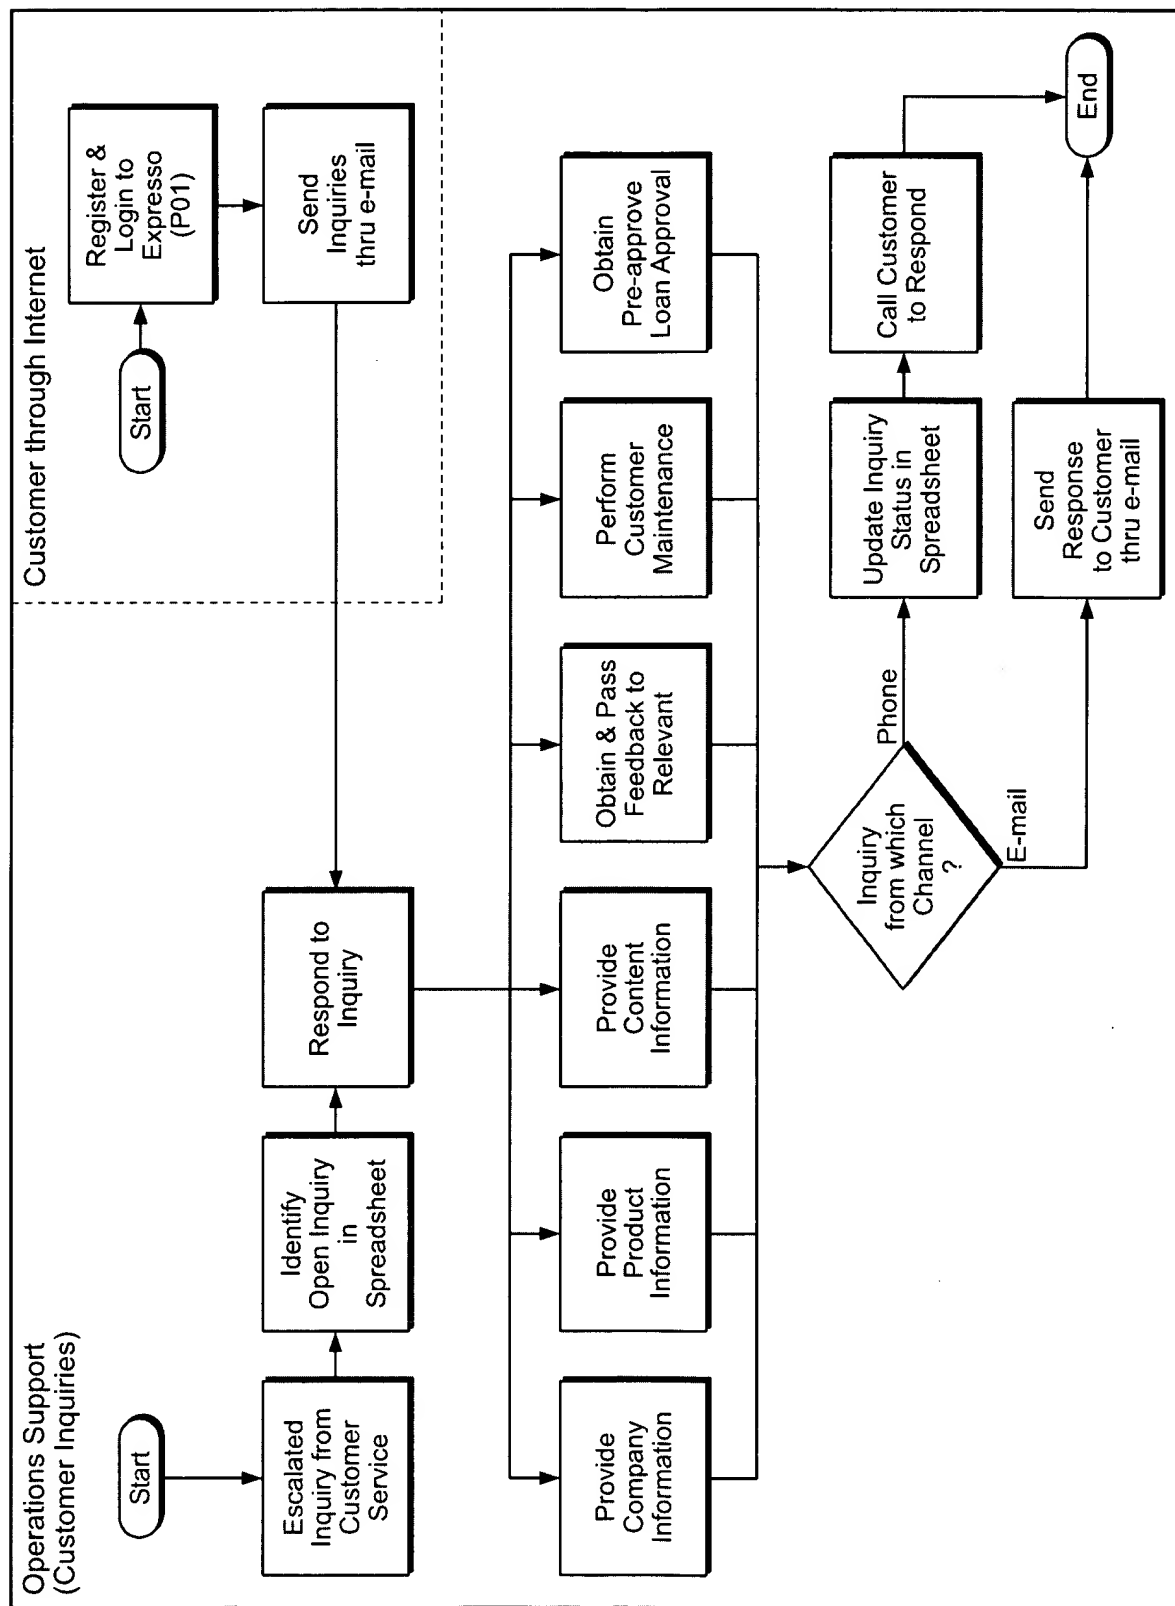 Operations Support
(Customer Inquiries)
Customer through Internet
Start
Register &
Login to
Expresso
(P01)
Start
Escalated
Inquiry from
Customer
Service
Identify
Open Inquiry
in
Spreadsheet
Respond to
Inquiry
Send
Inquiries
thru e-mail
Provide
Company
Information
Provide
Product
Information
Provide
Content
Information
Obtain & Pass
Feedback to
Relevant
Perform
Customer
Maintenance
Obtain
Pre-approve
Loan Approval
Inquiry
from which
Channel
?
Phone
Update Inquiry
Status in
Spreadsheet
Call Customer
to Respond
E-mail
Send
Response
to Customer
thru e-mail
End